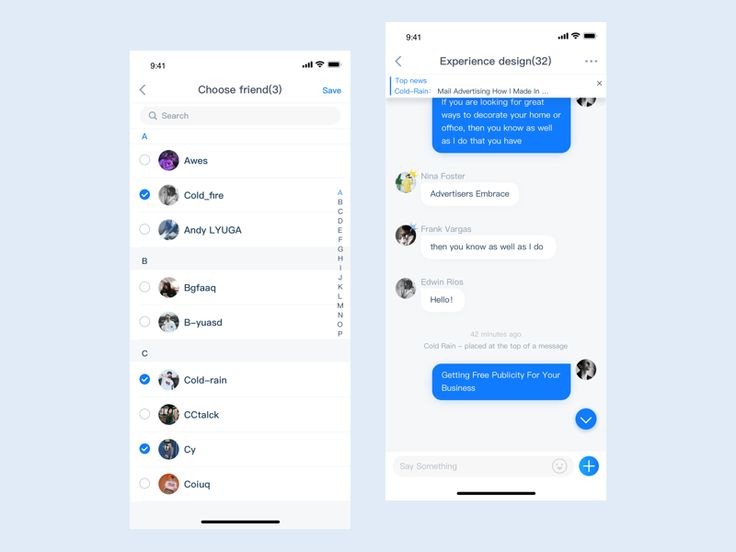 9:41
Choose friend(3)
Save
Search
A
Awes
Cold_fire
Andy LYUGA
B
Bgfaaq
B-yuasd
C
Cold-rain
CCtalck
Cy
Coiuq
A
B
C
D
E
F
G
H
I
J
K
L
M
N
O
P
9:41
Experience design(32)
Top news
Cold-Rain: Mail Advertising How I Made In ...
If you are looking for great
ways to decorate your home or
office, then you know as well
as I do that you have
Nina Foster
Advertisers Embrace
Frank Vargas
then you know as well as I do
Edwin Rios
Hello!
42 minutes ago
Cold Rain - placed at the top of a message
Getting Free Publicity For Your
Business
Say Something